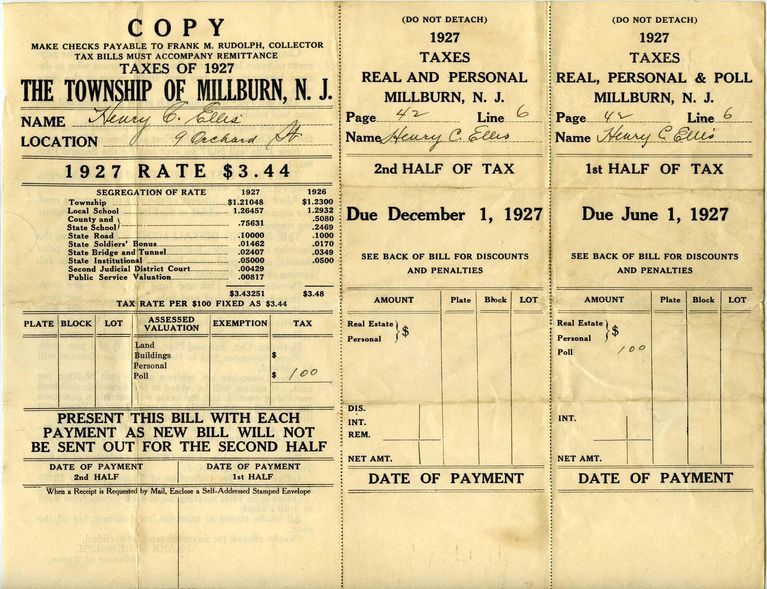 COPY
MAKE CHECKS PAYABLE TO FRANK M. RUDOLPH, COLLECTOR
TAX BILLS MUST ACCOMPANY REMITTANCE
TAXES OF 1927
THE TOWNSHIP OF MILLBURN, N. J.
NAME Henry C. Ellis
LOCATION 9 Orchard St
1927 RATE $3.44
SEGREGATION OF RATE 1927 1926
Township $1.21048 $1.2300
Local School 1.26457 1.2932
County and .5080
State School .75631 .2469
State Road .10000 .1000
State Soldiers' Bonus .01462 .0170
State Bridge and Tunnel .02407 .0349
State Institutional .05000 .0500
Second Judicial District Court .00429
Public Service Valuation .00817
$3.43251 $3.48
TAX RATE PER $100 FIXED AS $3.44
PLATE BLOCK LOT ASSESSED VALUATION EXEMPTION TAX
Land
Buildings $
Personal
Poll $ 1 00
PRESENT THIS BILL WITH EACH
PAYMENT AS NEW BILL WILL NOT
BE SENT OUT FOR THE SECOND HALF
DATE OF PAYMENT DATE OF PAYMENT
2nd HALF 1st HALF
When a Receipt is Requested by Mail, Enclose a Self-Addressed Stamped Envelope
(DO NOT DETACH)
1927
TAXES
REAL AND PERSONAL
MILLBURN, N. J.
Page 42 Line 6
Name Henry C. Ellis
2nd HALF OF TAX
Due December 1, 1927
SEE BACK OF BILL FOR DISCOUNTS
AND PENALTIES
AMOUNT Plate Block LOT
Real Estate $
Personal
DIS.
INT.
REM.
NET AMT.
DATE OF PAYMENT
(DO NOT DETACH)
1927
TAXES
REAL, PERSONAL & POLL
MILLBURN, N. J.
Page 42 Line 6
Name Henry C. Ellis
1st HALF OF TAX
Due June 1, 1927
SEE BACK OF BILL FOR DISCOUNTS
AND PENALTIES
AMOUNT Plate Block LOT
Real Estate $
Personal
Poll 1 00
INT.
NET AMT.
DATE OF PAYMENT